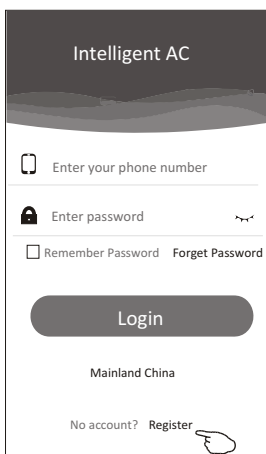 Intelligent AC
Enter your phone number
Enter password
Remember Password Forget Password
Login
Mainland China
No account? Register